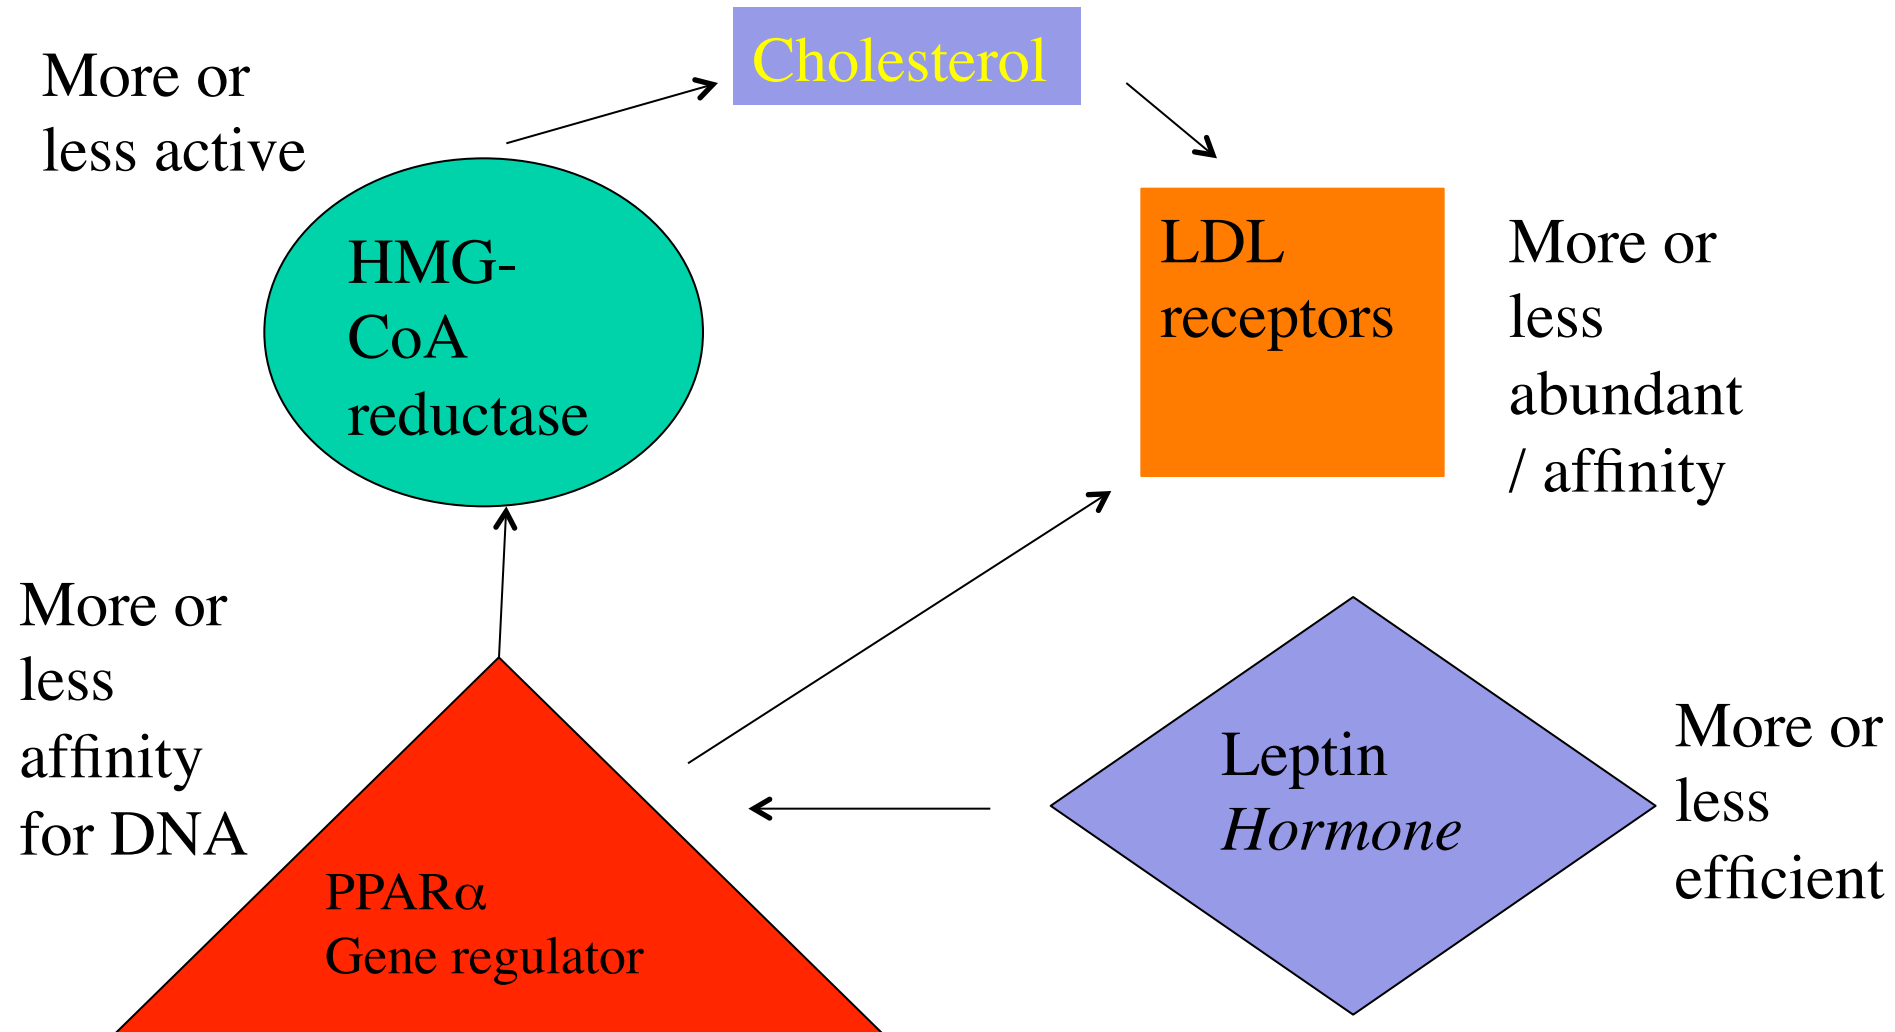 Cholesterol
More or
less active
HMG-
CoA
reductase
LDL
receptors
More or
less
abundant
/ affinity
More or
less
affinity
for DNA
PPARα
Gene regulator
Leptin
Hormone
More or
less
efficient